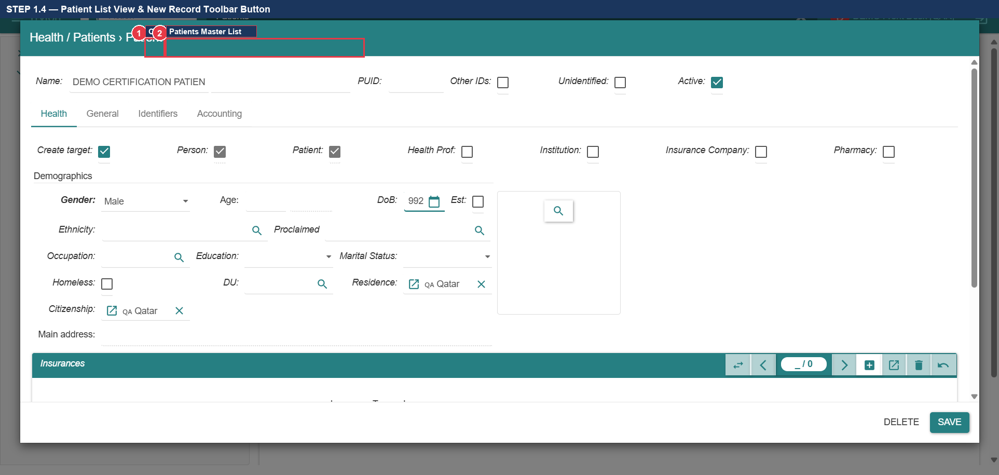 STEP 1.4 — Patient List View & New Record Toolbar Button
Health / Patients ›
1
2
Patients Master List
Name: DEMO CERTIFICATION PATIEN
PUID:
Other IDs:
Unidentified:
Active:
Health
General
Identifiers
Accounting
Create target:
Person:
Patient:
Health Prof:
Institution:
Insurance Company:
Pharmacy:
Demographics
Gender: Male
Age:
DoB: 992
Est:
Ethnicity:
Proclaimed
Occupation:
Education:
Marital Status:
Homeless:
DU:
Residence: QA Qatar
Citizenship: QA Qatar
Main address:
Insurances
_ / 0
DELETE
SAVE